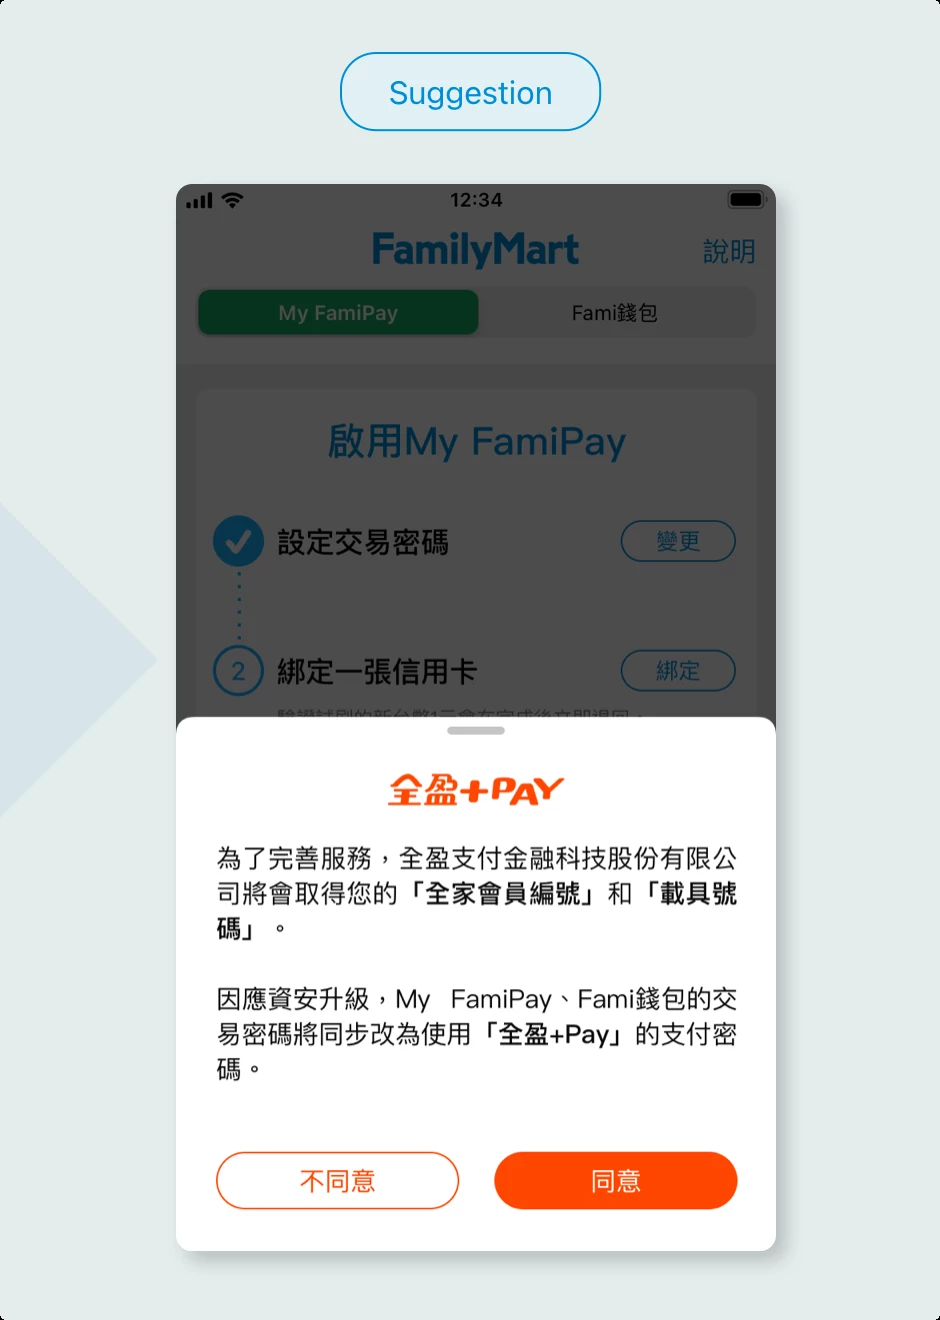 Suggestion
12:34
FamilyMart
說明
My FamiPay
Fami錢包
啟用My FamiPay
設定交易密碼
變更
2
綁定一張信用卡
綁定
全盈+PAY
為了完善服務，全盈支付金融科技股份有限公
司將會取得您的「全家會員編號」和「載具號
碼」。
因應資安升級，My FamiPay、Fami錢包的交
易密碼將同步改為使用「全盈+Pay」的支付密
碼。
不同意
同意